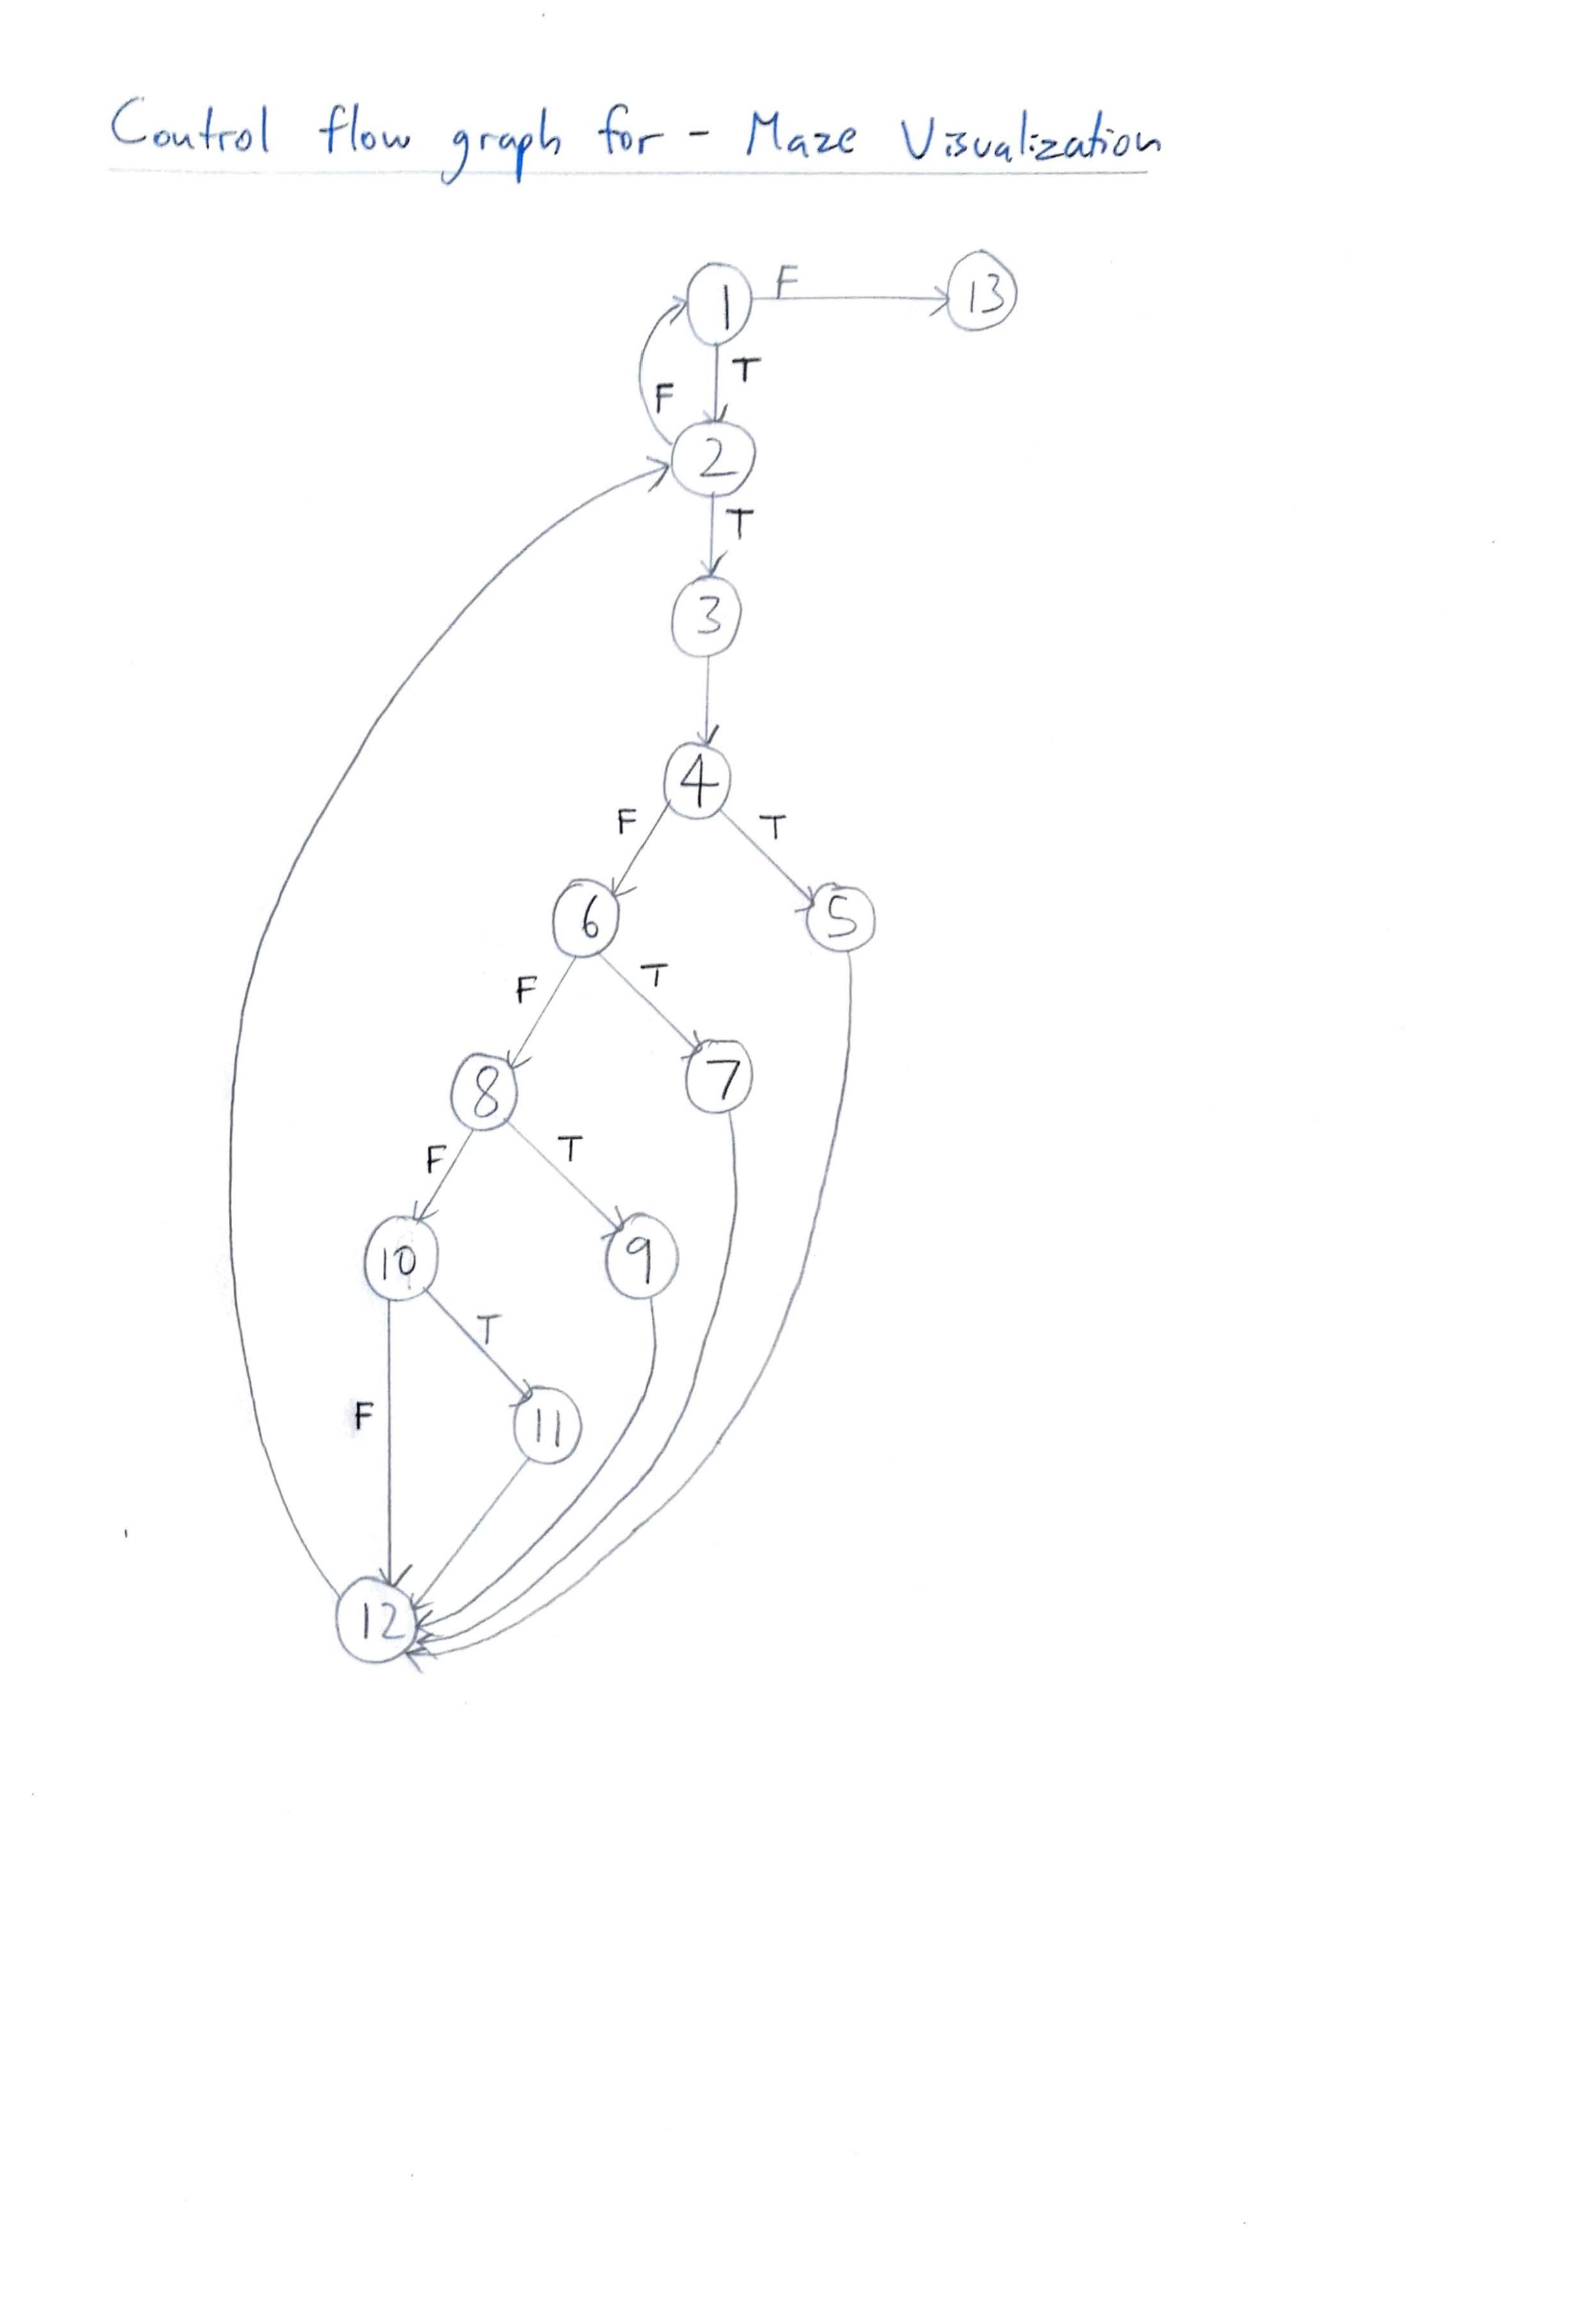 Control flow graph for - Maze Visualization
1 F 13
T
F
2
T
3
4
F T
6 5
F T
8 7
F T
10 9
T
F 11
12